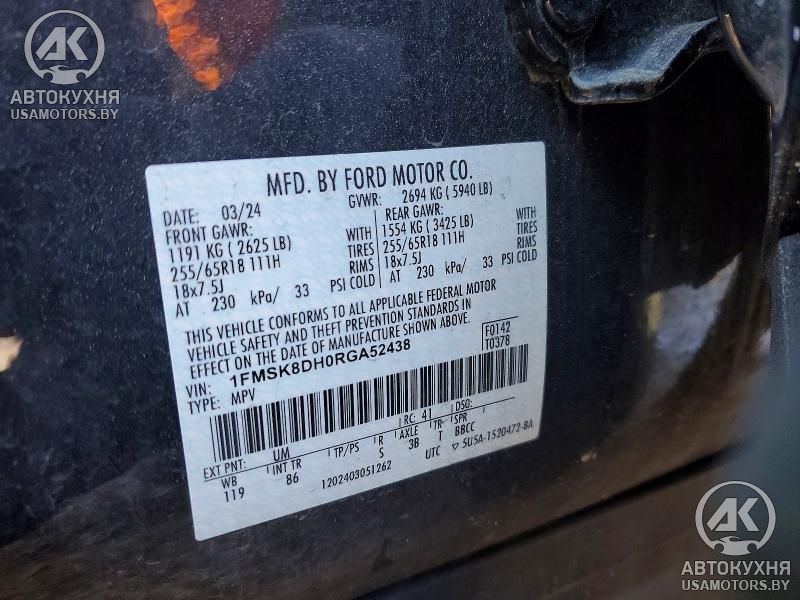 AK
АВТОКУХНЯ
USAMOTORS.BY
MFD. BY FORD MOTOR CO.
DATE: 03/24 GVWR: 2694 KG ( 5940 LB)
FRONT GAWR: REAR GAWR:
1191 KG ( 2625 LB) WITH 1554 KG ( 3425 LB) WITH
255/65R18 111H TIRES 255/65R18 111H TIRES
18x7.5J RIMS 18x7.5J RIMS
AT 230 kPa/ 33 PSI COLD AT 230 kPa/ 33 PSI COLD
THIS VEHICLE CONFORMS TO ALL APPLICABLE FEDERAL MOTOR
VEHICLE SAFETY AND THEFT PREVENTION STANDARDS IN
EFFECT ON THE DATE OF MANUFACTURE SHOWN ABOVE.
VIN: 1FMSK8DH0RGA52438 F0142
TYPE: MPV T0378
EXT PNT: UM RC: 41 DSO:
WB INT TR TP/PS R AXLE TR SPR
119 86 S 3B T BBCC
1202403051262 UTC ▽ 5U5A-1520472-BA
AK
АВТОКУХНЯ
USAMOTORS.BY